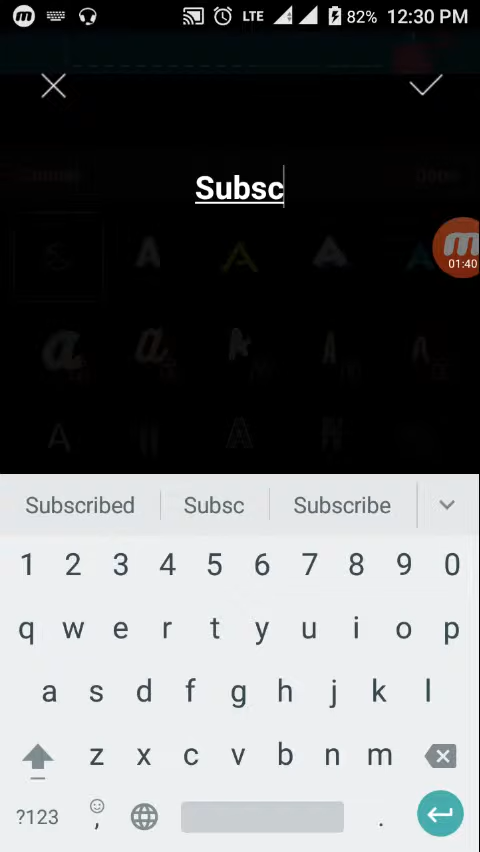 LTE 82% 12:30 PM
Subsc
01:40
Subscribed Subsc Subscribe
1 2 3 4 5 6 7 8 9 0
q w e r t y u i o p
a s d f g h j k l
z x c v b n m
?123 , .